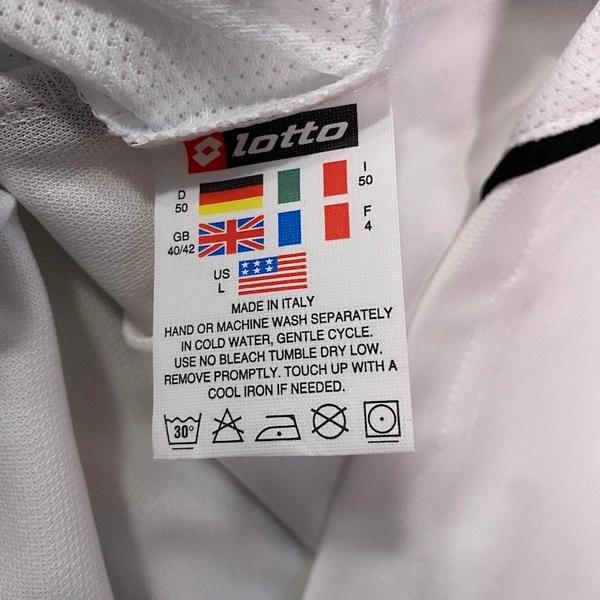 lotto
D
50
I
50
GB
40/42
F
4
US
L
MADE IN ITALY
HAND OR MACHINE WASH SEPARATELY
IN COLD WATER, GENTLE CYCLE.
USE NO BLEACH TUMBLE DRY LOW.
REMOVE PROMPTLY. TOUCH UP WITH A
COOL IRON IF NEEDED.
30°